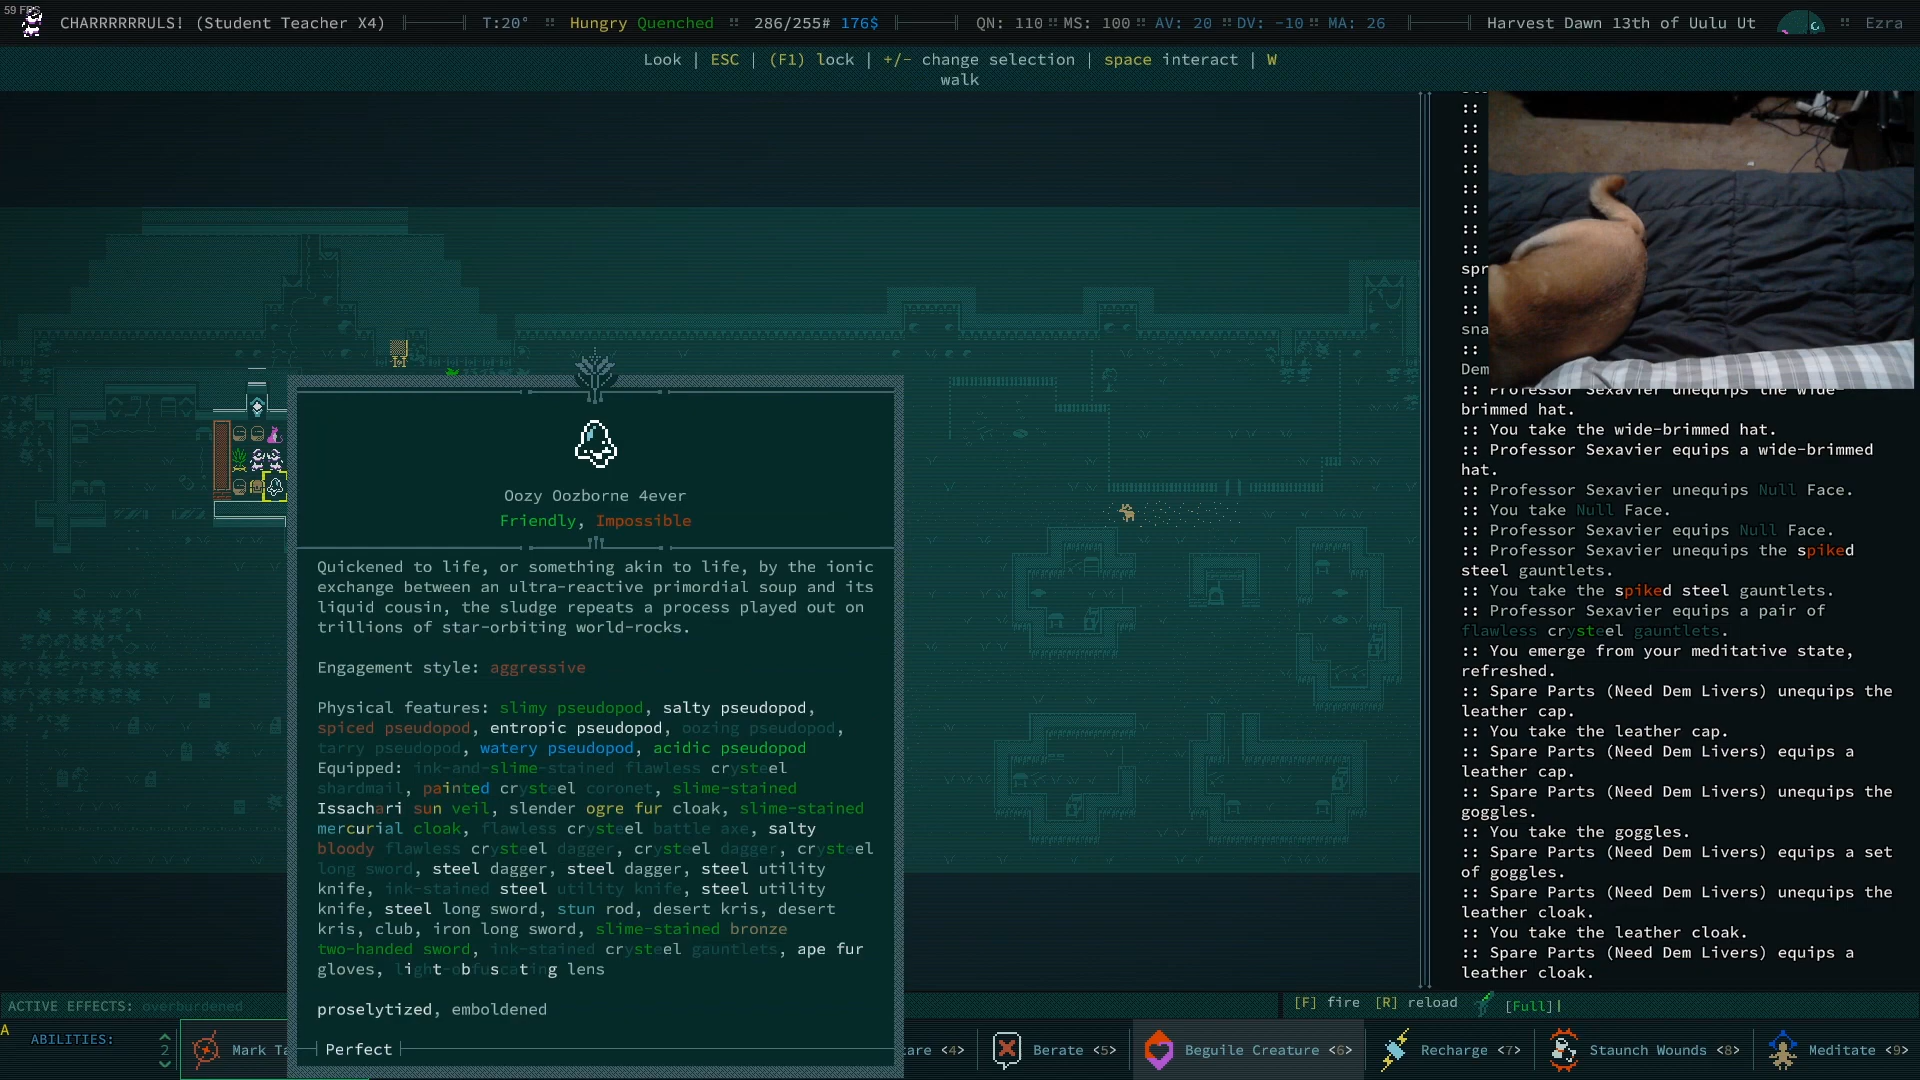 59 FPS
CHARRRRRRULS! (Student Teacher X4) T:20° :: Hungry Quenched :: 286/255# 176$ QN: 110 :: MS: 100 :: AV: 20 :: DV: -10 :: MA: 26 Harvest Dawn 13th of Uulu Ut :: Ezra
Look | ESC | (F1) lock | +/- change selection | space interact | W
walk
Oozy Oozborne 4ever
Friendly, Impossible
Quickened to life, or something akin to life, by the ionic
exchange between an ultra-reactive primordial soup and its
liquid cousin, the sludge repeats a process played out on
trillions of star-orbiting world-rocks.
Engagement style: aggressive
Physical features: slimy pseudopod, salty pseudopod,
spiced pseudopod, entropic pseudopod, oozing pseudopod,
tarry pseudopod, watery pseudopod, acidic pseudopod
Equipped: ink-and-slime-stained flawless crysteel
shardmail, painted crysteel coronet, slime-stained
Issachari sun veil, slender ogre fur cloak, slime-stained
mercurial cloak, flawless crysteel battle axe, salty
bloody flawless crysteel dagger, crysteel dagger, crysteel
long sword, steel dagger, steel dagger, steel utility
knife, ink-stained steel utility knife, steel utility
knife, steel long sword, stun rod, desert kris, desert
kris, club, iron long sword, slime-stained bronze
two-handed sword, ink-stained crysteel gauntlets, ape fur
gloves, light-obfuscating lens
proselytized, emboldened
Perfect
::
::
::
::
::
::
::
::
spr
::
::
sna
::
Dem
:: Professor Sexavier unequips the wide-
brimmed hat.
:: You take the wide-brimmed hat.
:: Professor Sexavier equips a wide-brimmed
hat.
:: Professor Sexavier unequips Null Face.
:: You take Null Face.
:: Professor Sexavier equips Null Face.
:: Professor Sexavier unequips the spiked
steel gauntlets.
:: You take the spiked steel gauntlets.
:: Professor Sexavier equips a pair of
flawless crysteel gauntlets.
:: You emerge from your meditative state,
refreshed.
:: Spare Parts (Need Dem Livers) unequips the
leather cap.
:: You take the leather cap.
:: Spare Parts (Need Dem Livers) equips a
leather cap.
:: Spare Parts (Need Dem Livers) unequips the
goggles.
:: You take the goggles.
:: Spare Parts (Need Dem Livers) equips a set
of goggles.
:: Spare Parts (Need Dem Livers) unequips the
leather cloak.
:: You take the leather cloak.
:: Spare Parts (Need Dem Livers) equips a
leather cloak.
ACTIVE EFFECTS: overburdened
[F] fire [R] reload [Full]
A
ABILITIES: 2 Mark Ta care <4> Berate <5> Beguile Creature <6> Recharge <7> Staunch Wounds <8> Meditate <9>